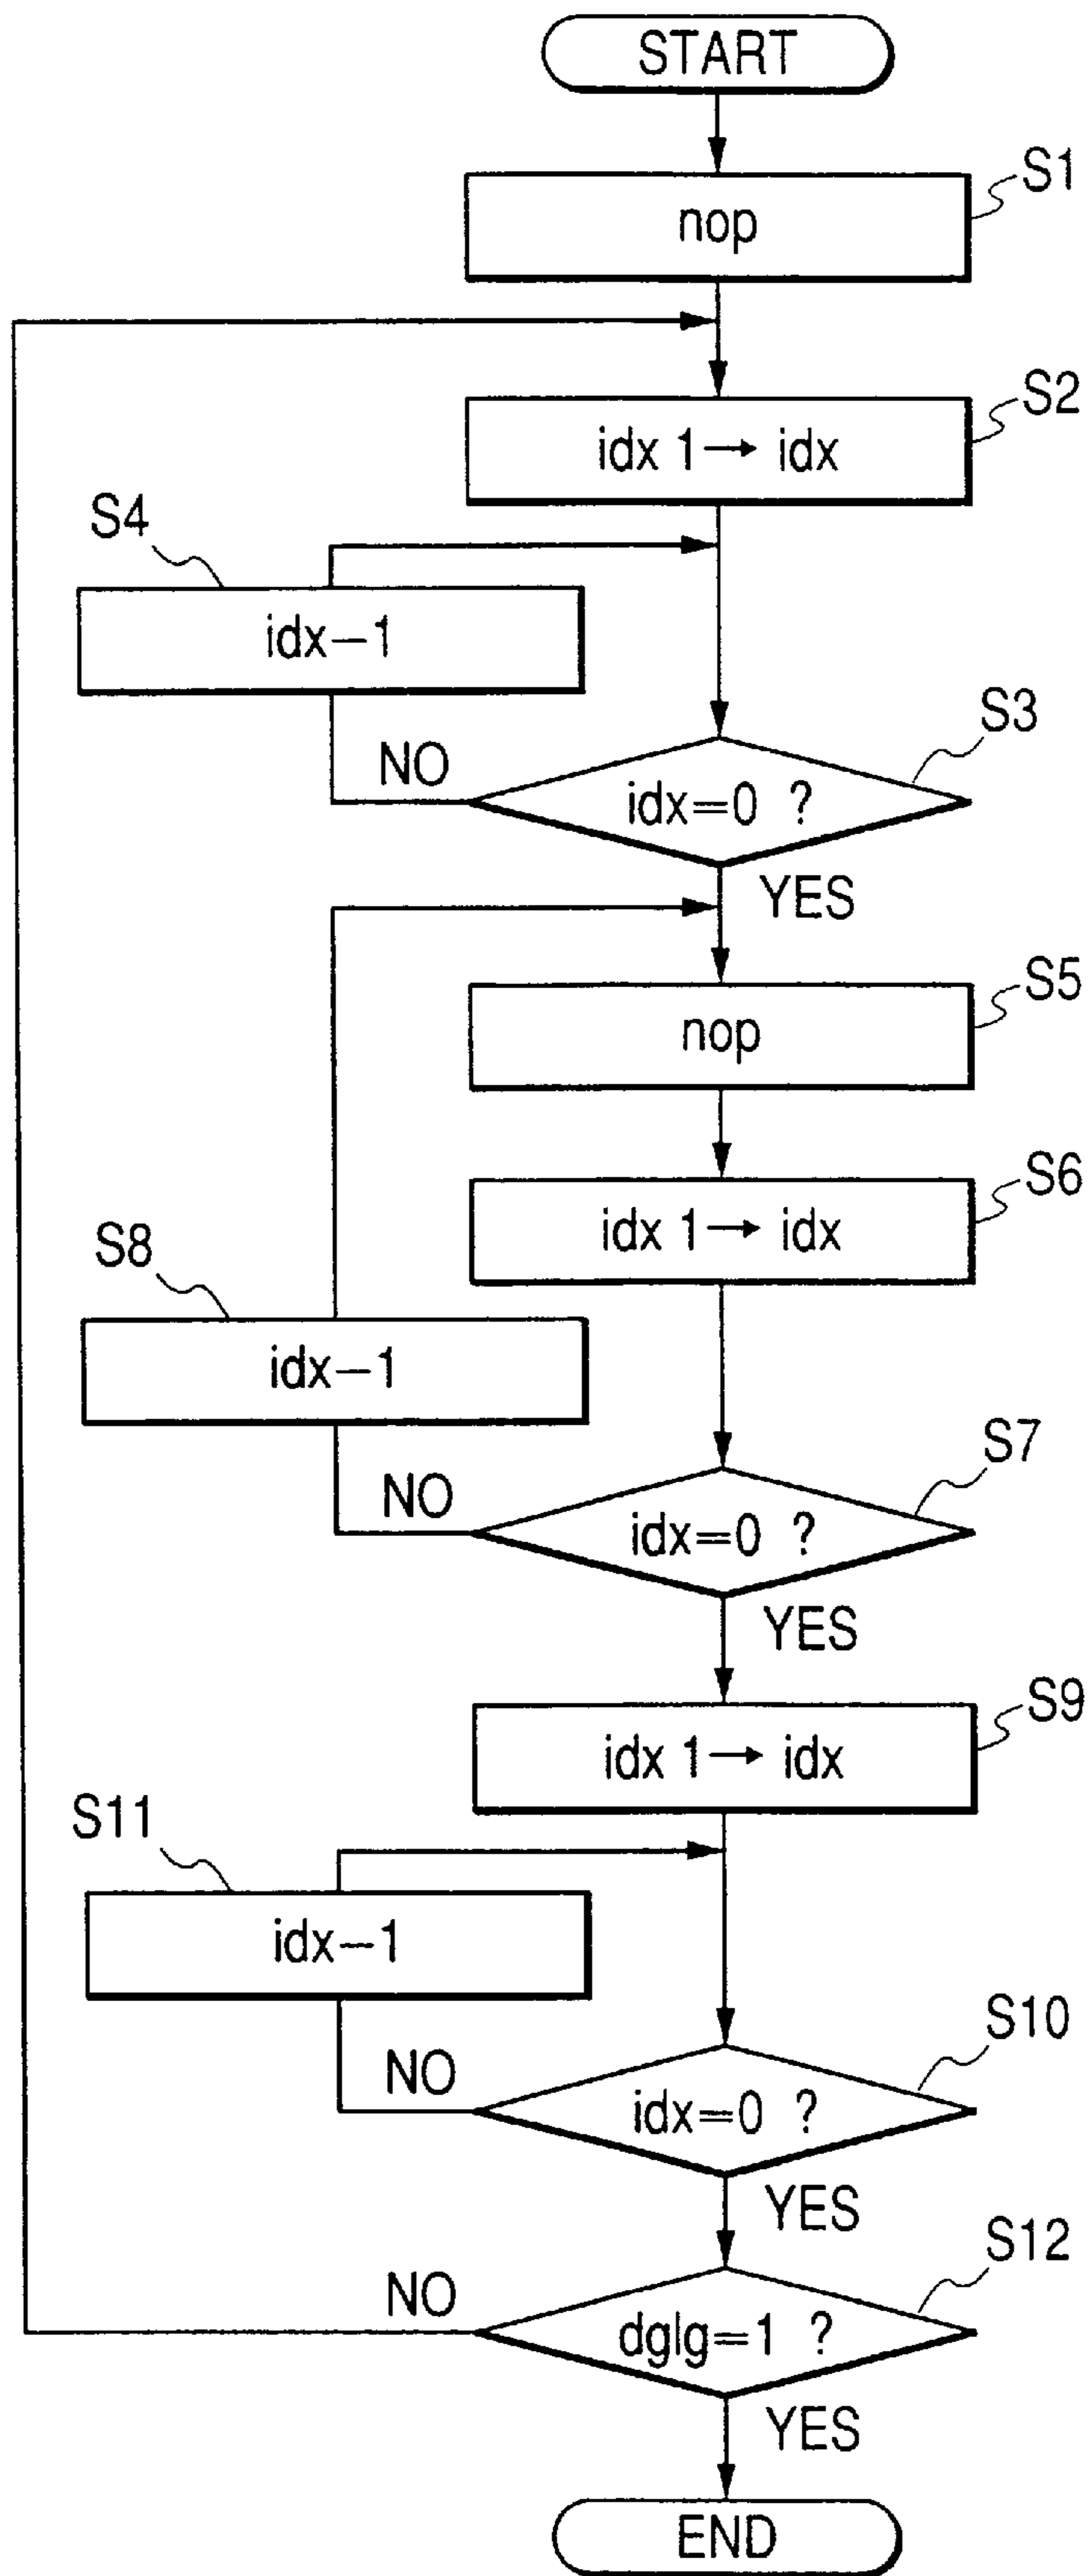 START
S1
nop
S2
idx 1→ idx
S4
idx−1
S3
NO
idx=0 ?
YES
S5
nop
S6
idx 1→ idx
S8
idx−1
S7
NO
idx=0 ?
YES
S9
idx 1→ idx
S11
idx−1
S10
NO
idx=0 ?
YES
S12
NO
dglg=1 ?
YES
END